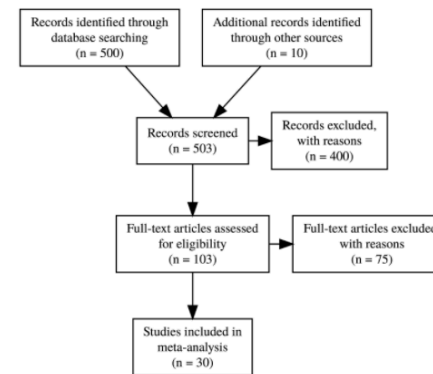 Records identified through
database searching
(n = 500)
Additional records identified
through other sources
(n = 10)
Records screened
(n = 503)
Records excluded,
with reasons
(n = 400)
Full-text articles assessed
for eligibility
(n = 103)
Full-text articles excluded
with reasons
(n = 75)
Studies included in
meta-analysis
(n = 30)